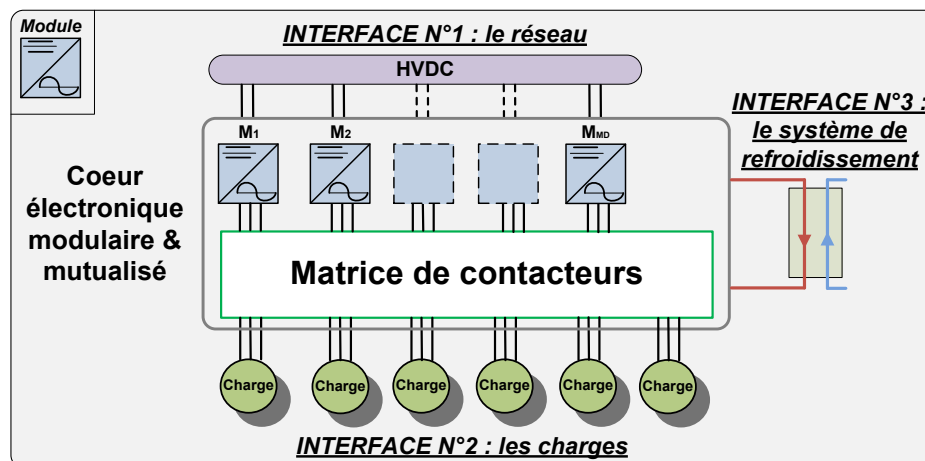 Module
INTERFACE N°1 : le réseau
HVDC
INTERFACE N°3 :
le système de
refroidissement
M1
M2
MMD
Coeur
électronique
modulaire &
mutualisé
Matrice de contacteurs
Charge
Charge
Charge
Charge
Charge
Charge
INTERFACE N°2 : les charges